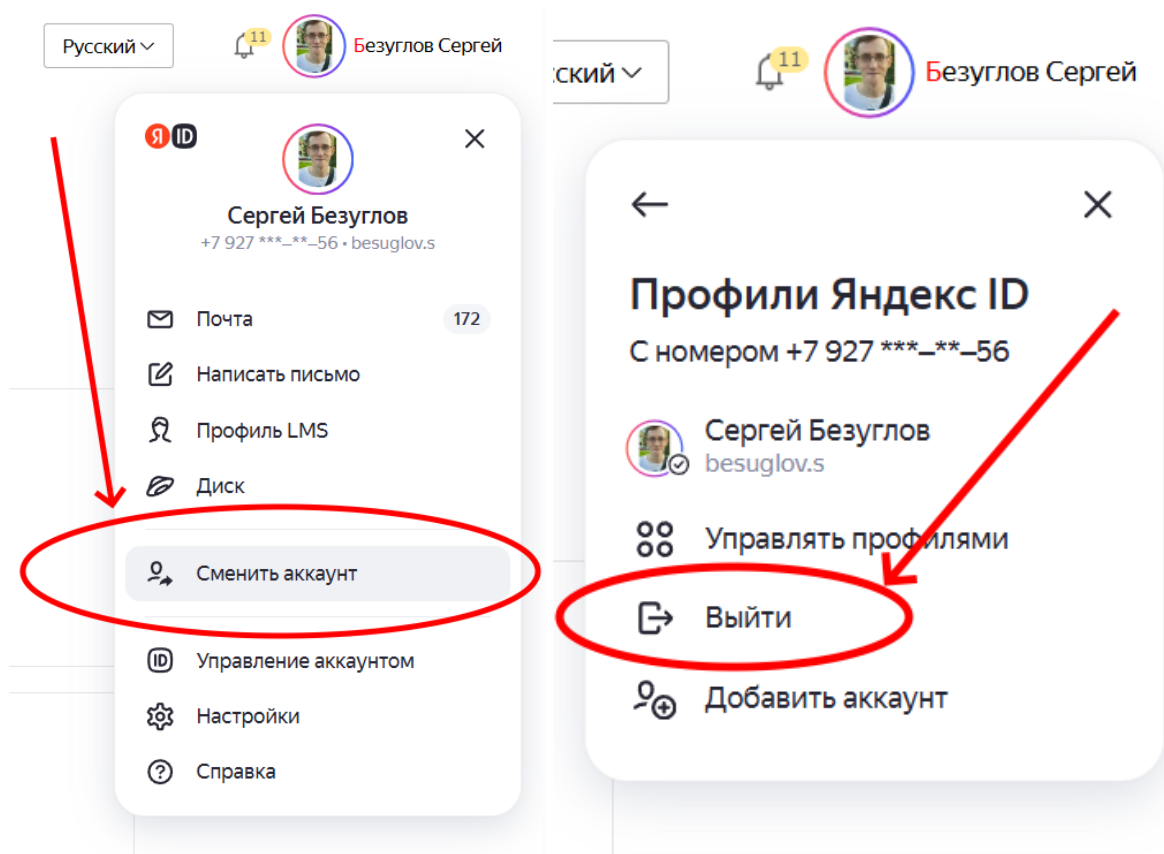 Русский
11
Безуглов Сергей
Я ID
Сергей Безуглов
+7 927 ***–**–56 • besuglov.s
Почта 172
Написать письмо
Профиль LMS
Диск
Сменить аккаунт
ID Управление аккаунтом
Настройки
? Справка
ский
11
Безуглов Сергей
Профили Яндекс ID
С номером +7 927 ***–**–56
Сергей Безуглов
besuglov.s
Управлять профилями
Выйти
Добавить аккаунт